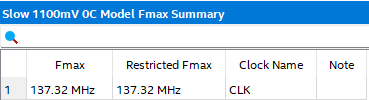 Slow 1100mV 0C Model Fmax Summary
Fmax Restricted Fmax Clock Name Note
1 137.32 MHz 137.32 MHz CLK